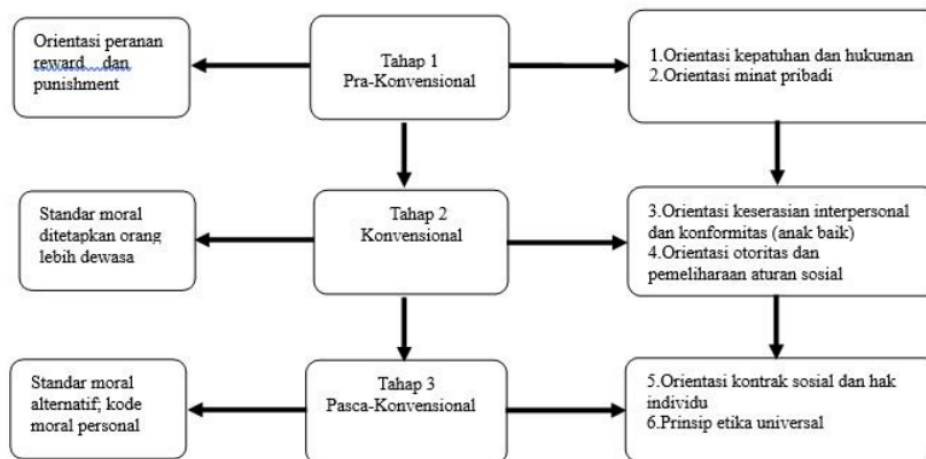 Orientasi peranan
reward dan
punishment
Tahap 1
Pra-Konvensional
1.Orientasi kepatuhan dan hukuman
2.Orientasi minat pribadi
Standar moral
ditetapkan orang
lebih dewasa
Tahap 2
Konvensional
3.Orientasi keserasian interpersonal
dan konformitas (anak baik)
4.Orientasi otoritas dan
pemeliharaan aturan sosial
Standar moral
alternatif; kode
moral personal
Tahap 3
Pasca-Konvensional
5.Orientasi kontrak sosial dan hak
individu
6.Prinsip etika universal